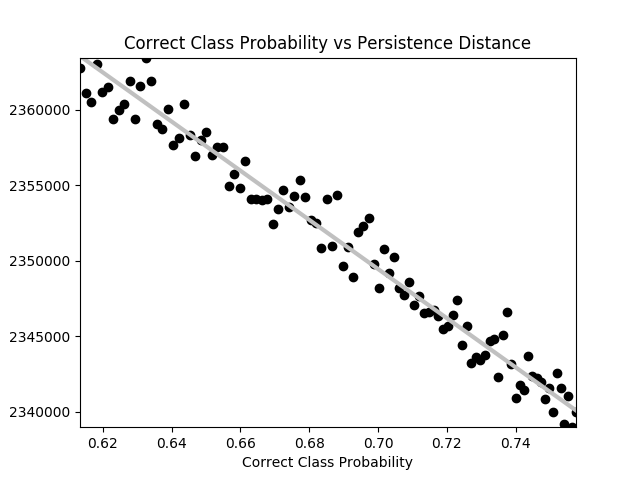 Correct Class Probability vs Persistence Distance
2360000
2355000
2350000
2345000
2340000
0.62 0.64 0.66 0.68 0.70 0.72 0.74
Correct Class Probability